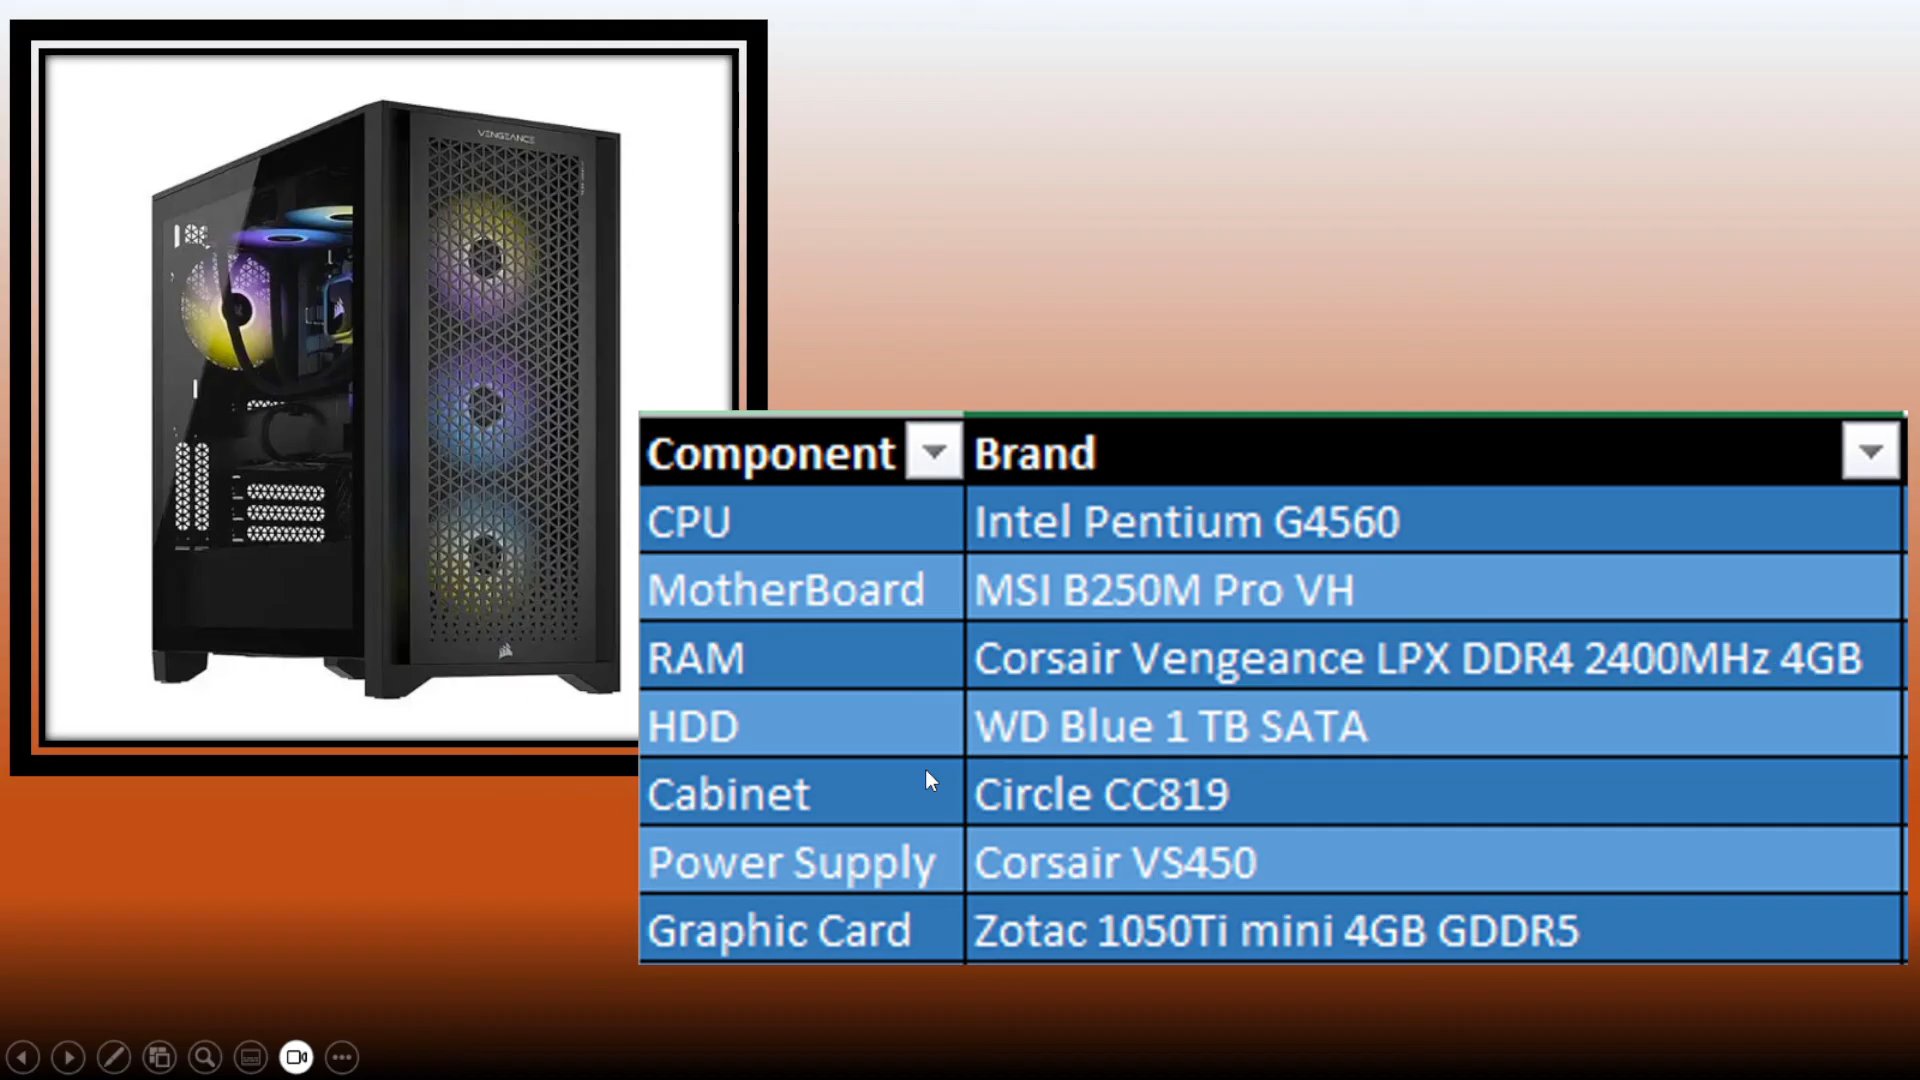 VENGEANCE
Component Brand
CPU Intel Pentium G4560
MotherBoard MSI B250M Pro VH
RAM Corsair Vengeance LPX DDR4 2400MHz 4GB
HDD WD Blue 1 TB SATA
Cabinet Circle CC819
Power Supply Corsair VS450
Graphic Card Zotac 1050Ti mini 4GB GDDR5